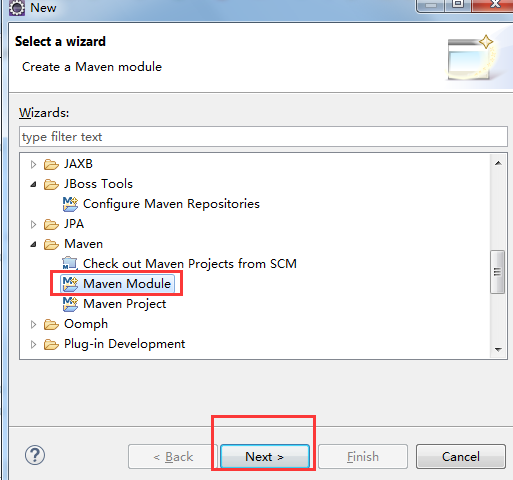 New
Select a wizard
Create a Maven module
Wizards:
type filter text
JAXB
JBoss Tools
Configure Maven Repositories
JPA
Maven
Check out Maven Projects from SCM
Maven Module
Maven Project
Oomph
Plug-in Development
?
< Back
Next >
Finish
Cancel